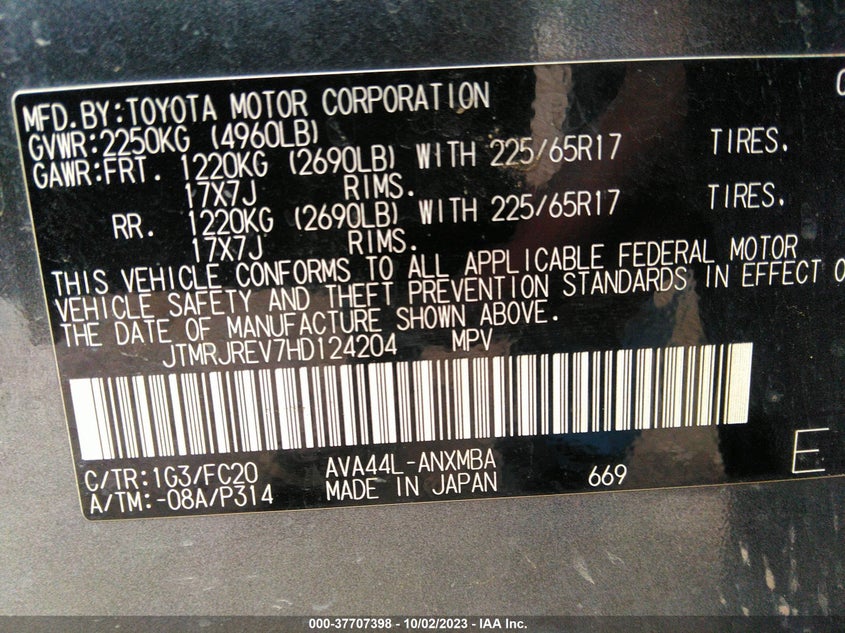 MFD.BY:TOYOTA MOTOR CORPORATION
GVWR:2250KG (4960LB)
GAWR:FRT. 1220KG (2690LB) WITH 225/65R17 TIRES.
17X7J RIMS.
RR. 1220KG (2690LB) WITH 225/65R17 TIRES.
17X7J RIMS.
THIS VEHICLE CONFORMS TO ALL APPLICABLE FEDERAL MOTOR
VEHICLE SAFETY AND THEFT PREVENTION STANDARDS IN EFFECT O
THE DATE OF MANUFACTURE SHOWN ABOVE.
JTMRJREV7HD124204 MPV
C/TR:1G3/FC20 AVA44L-ANXMBA
A/TM:-08A/P314 MADE IN JAPAN 669
E
000-37707398 - 10/02/2023 - IAA Inc.